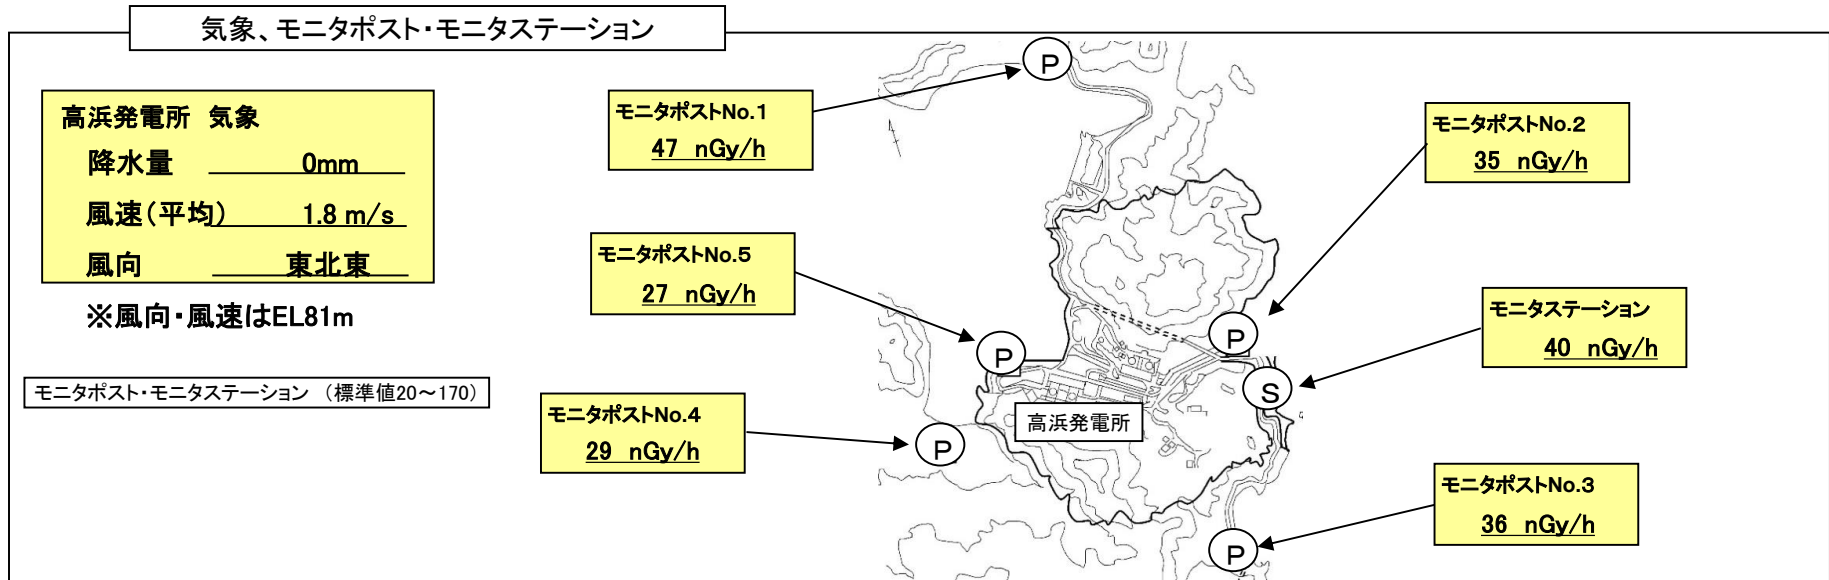 気象、モニタポスト・モニタステーション
高浜発電所 気象
降水量 0mm
風速(平均) 1.8 m/s
風向 東北東
※風向・風速はEL81m
モニタポスト・モニタステーション (標準値20～170)
モニタポストNo.1
47 nGy/h
P
モニタポストNo.2
35 nGy/h
P
モニタポストNo.5
27 nGy/h
P
モニタステーション
40 nGy/h
S
モニタポストNo.4
29 nGy/h
P
高浜発電所
モニタポストNo.3
36 nGy/h
P